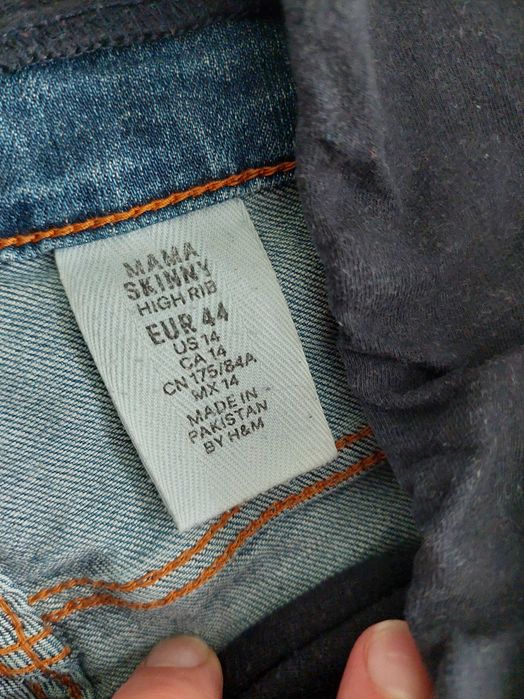 MAMA
SKINNY
HIGH RIB
EUR 44
US 14
CA 14
CN 175/84A
MX 14
MADE IN
PAKISTAN
BY H&M